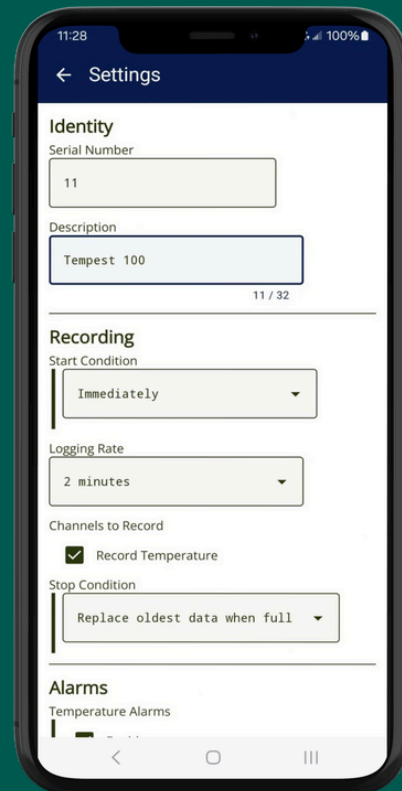 11:28
100%
Settings
Identity
Serial Number
11
Description
Tempest 100
11 / 32
Recording
Start Condition
Immediately
Logging Rate
2 minutes
Channels to Record
Record Temperature
Stop Condition
Replace oldest data when full
Alarms
Temperature Alarms